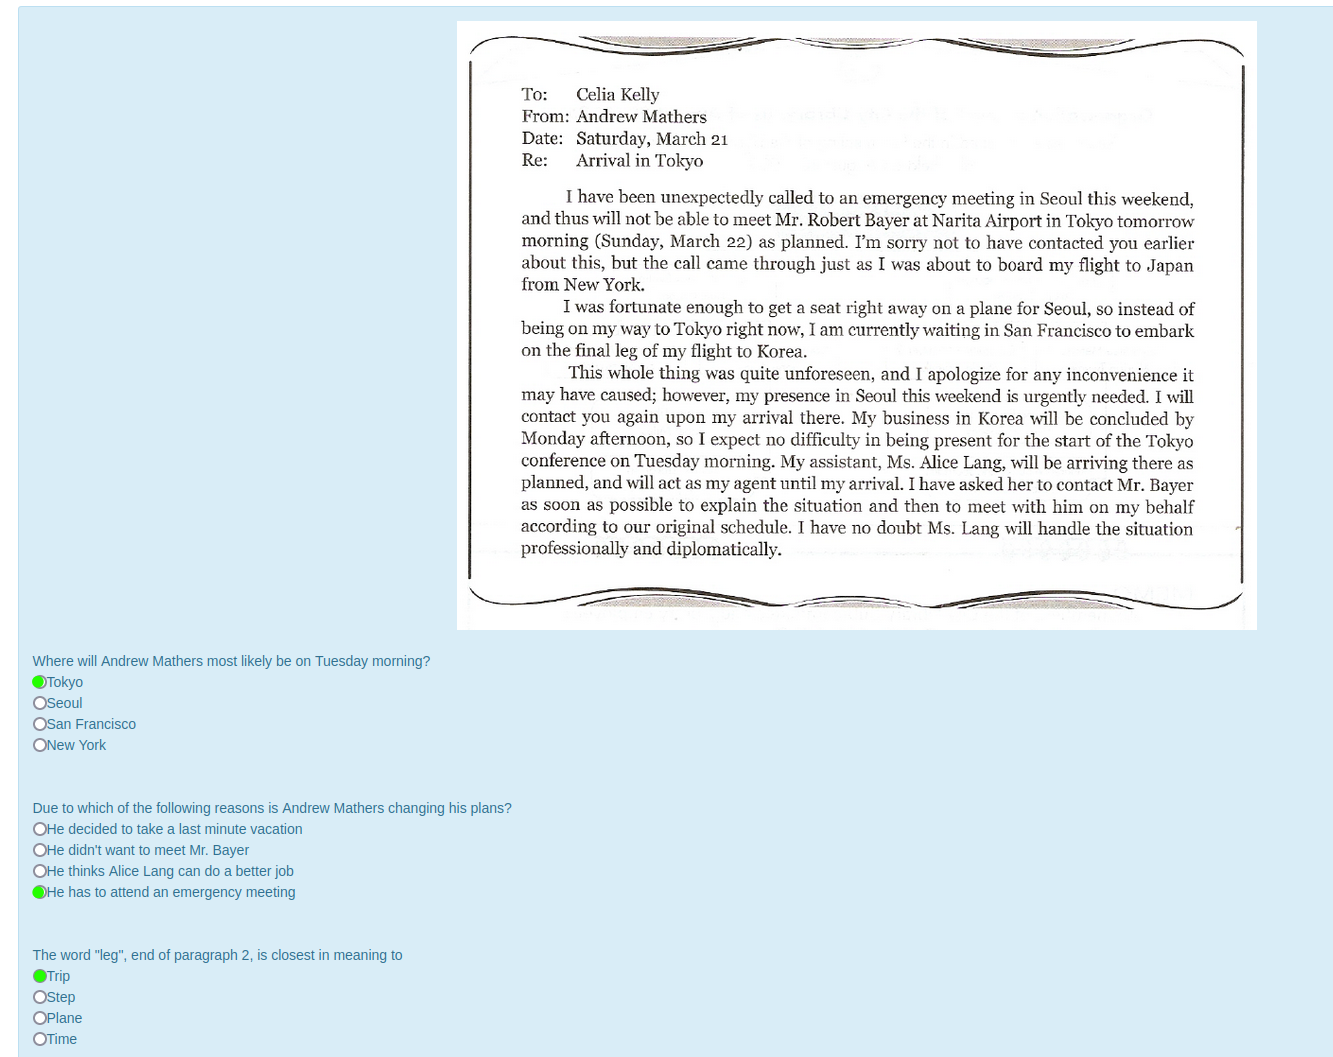 To: Celia Kelly
From: Andrew Mathers
Date: Saturday, March 21
Re: Arrival in Tokyo
I have been unexpectedly called to an emergency meeting in Seoul this weekend,
and thus will not be able to meet Mr. Robert Bayer at Narita Airport in Tokyo tomorrow
morning (Sunday, March 22) as planned. I'm sorry not to have contacted you earlier
about this, but the call came through just as I was about to board my flight to Japan
from New York.
I was fortunate enough to get a seat right away on a plane for Seoul, so instead of
being on my way to Tokyo right now, I am currently waiting in San Francisco to embark
on the final leg of my flight to Korea.
This whole thing was quite unforeseen, and I apologize for any inconvenience it
may have caused; however, my presence in Seoul this weekend is urgently needed. I will
contact you again upon my arrival there. My business in Korea will be concluded by
Monday afternoon, so I expect no difficulty in being present for the start of the Tokyo
conference on Tuesday morning. My assistant, Ms. Alice Lang, will be arriving there as
planned, and will act as my agent until my arrival. I have asked her to contact Mr. Bayer
as soon as possible to explain the situation and then to meet with him on my behalf
according to our original schedule. I have no doubt Ms. Lang will handle the situation
professionally and diplomatically.
Where will Andrew Mathers most likely be on Tuesday morning?
Tokyo
Seoul
San Francisco
New York
Due to which of the following reasons is Andrew Mathers changing his plans?
He decided to take a last minute vacation
He didn't want to meet Mr. Bayer
He thinks Alice Lang can do a better job
He has to attend an emergency meeting
The word "leg", end of paragraph 2, is closest in meaning to
Trip
Step
Plane
Time